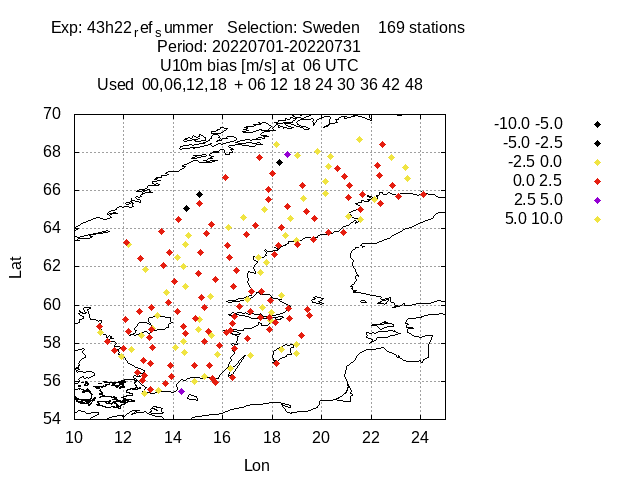 Exp: 43h22refsummer Selection: Sweden 169 stations
Period: 20220701-20220731
U10m bias [m/s] at 06 UTC
Used 00,06,12,18 + 06 12 18 24 30 36 42 48
70
68
66
64
62
60
58
56
54
Lat
10 12 14 16 18 20 22 24
Lon
-10.0 -5.0
-5.0 -2.5
-2.5 0.0
0.0 2.5
2.5 5.0
5.0 10.0